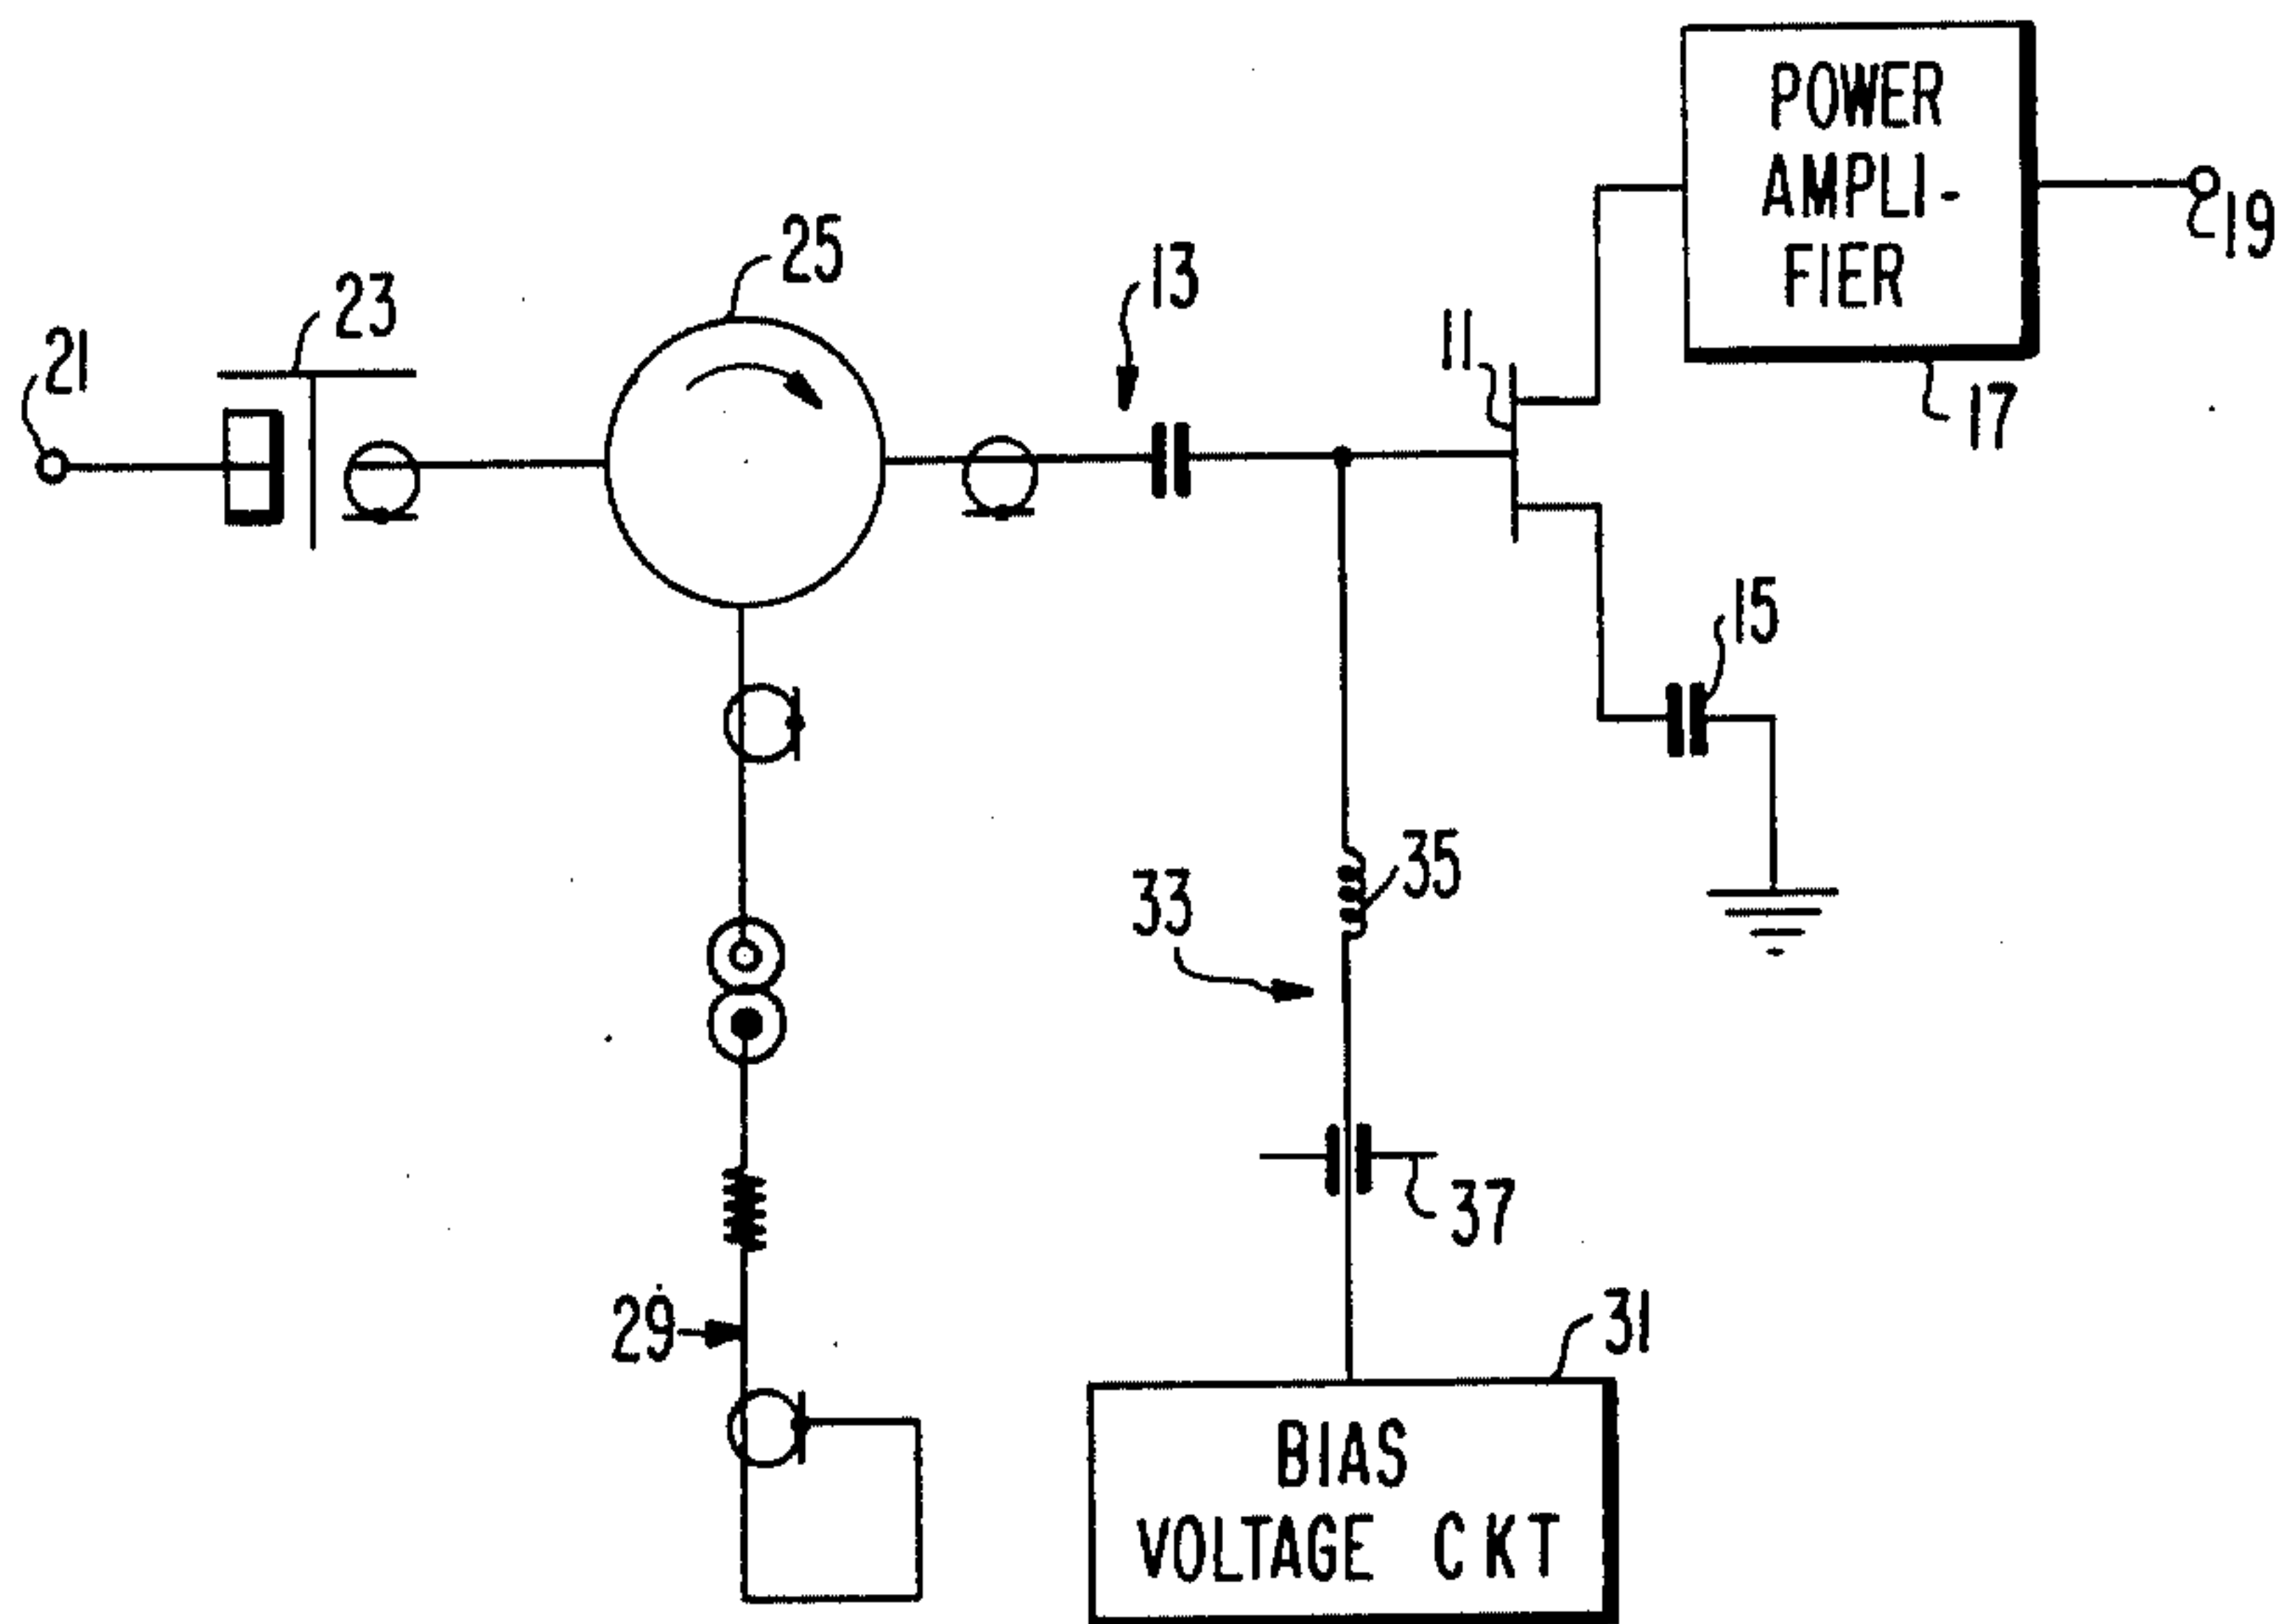 POWER
AMPLI-
FIER
19
25
13
23
11
21
17
15
35
33
37
29
31
BIAS
VOLTAGE CKT